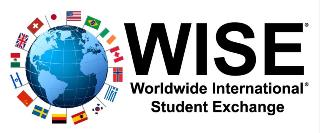 WISE®
Worldwide International®
Student Exchange